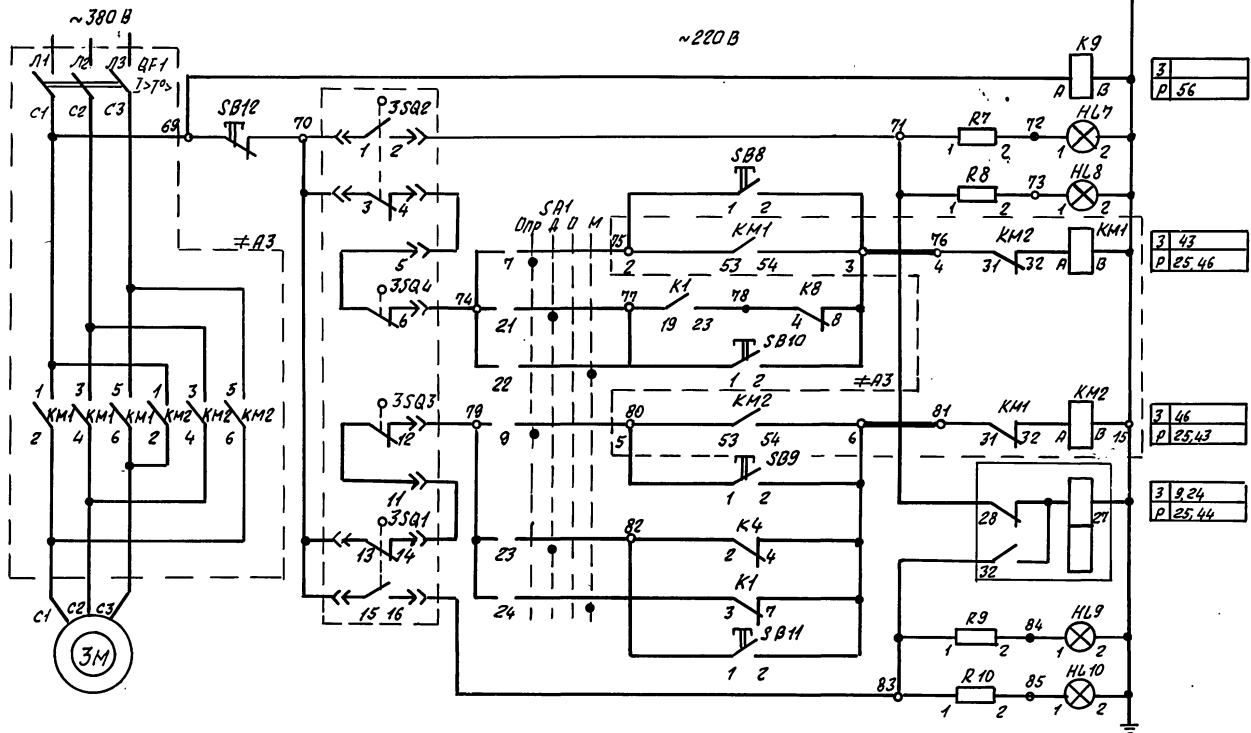 ~380 В
~220 В
Л1 Л2 Л3 QF1
I> T°>
C1 C2 C3
69
SB12
70
3SQ2
1 2
3 4
5
3SQ4
6
74
SA1
Опр А О М
7
21
22
75
2
SB8
1 2
KM1
53 54
3
76
4
77
K1
19 23
78
K8
4 8
SB10
1 2
≠A3
≠A3
71
R7
1 2
72
HL7
1 2
R8
1 2
73
HL8
1 2
K9
A B
3
P 56
KM2
31 32
KM1
A B
3 43
P 25,46
1 3 5 1 3 5
KM1 KM1 KM1 KM2 KM2 KM2
2 4 6 2 4 6
3SQ3
12
11
3SQ1
13 14
15 16
79
9
23
24
80
5
KM2
53 54
6
81
SB9
1 2
82
K4
2 4
K1
3 7
SB11
1 2
KM1
31 32
KM2
A B
15
3 46
P 25,43
28
32
27
3 9,24
P 25,44
R9
1 2
84
HL9
1 2
83
R10
1 2
85
HL10
1 2
C1 C2 C3
3М